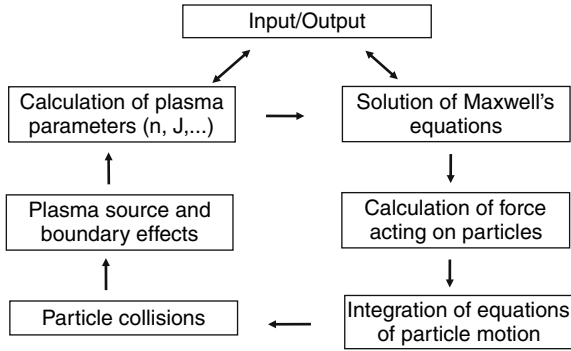 Input/Output
Calculation of plasma
parameters (n, J,...)
Solution of Maxwell's
equations
Plasma source and
boundary effects
Calculation of force
acting on particles
Particle collisions
Integration of equations
of particle motion